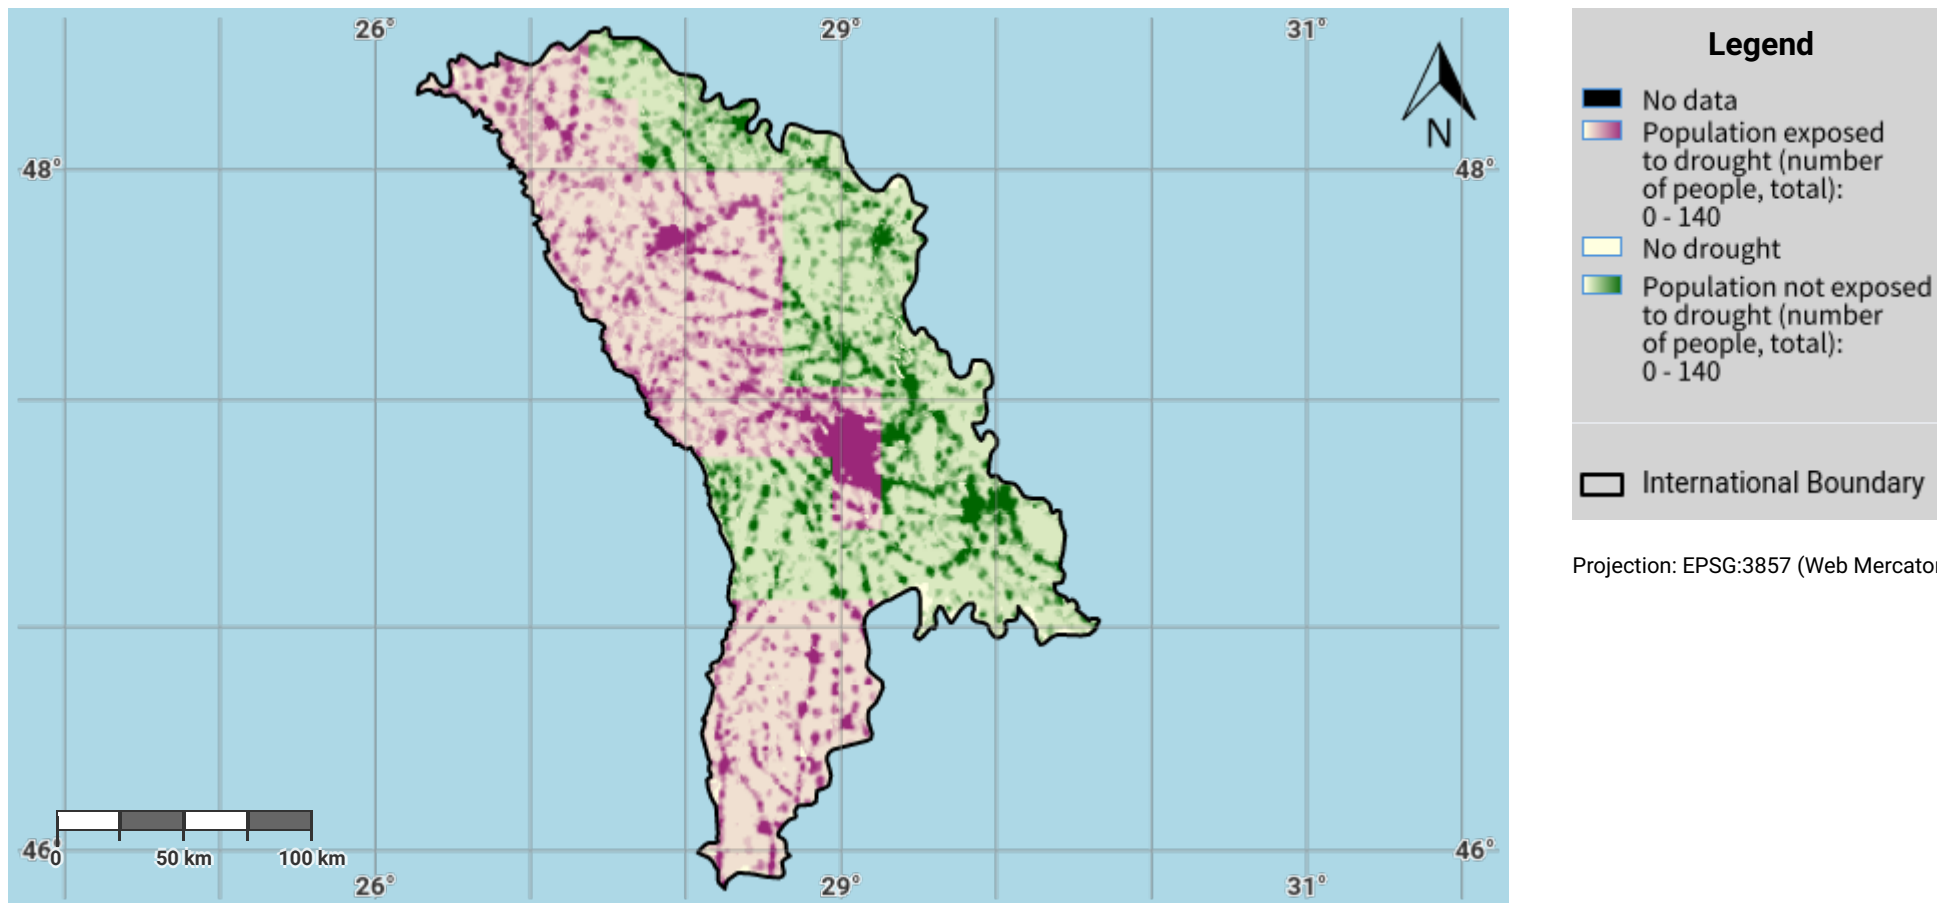 26° 29° 31°
N
48° 48°
46° 46°
0 50 km 100 km
26° 29° 31°
Legend
No data
Population exposed
to drought (number
of people, total):
0 - 140
No drought
Population not exposed
to drought (number
of people, total):
0 - 140
International Boundary
Projection: EPSG:3857 (Web Mercator